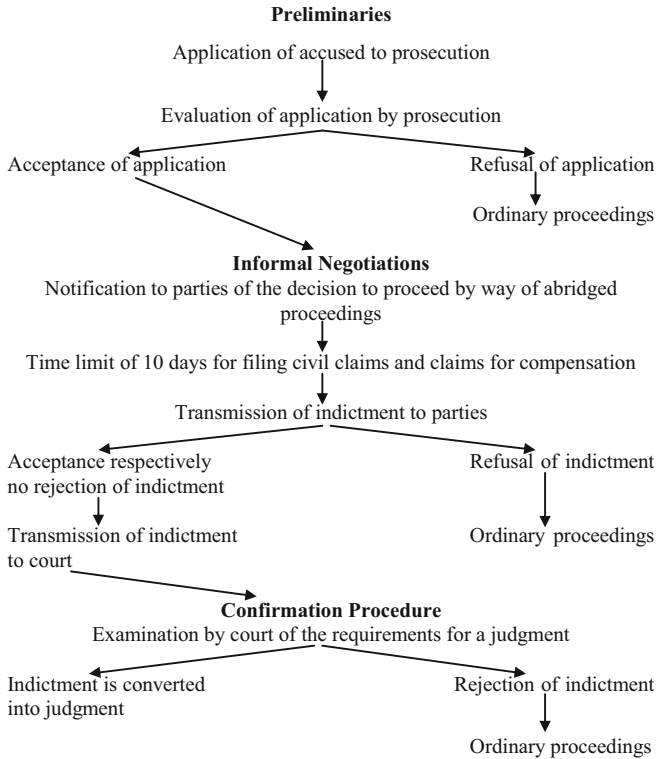 Preliminaries
Application of accused to prosecution
Evaluation of application by prosecution
Acceptance of application
Refusal of application
Ordinary proceedings
Informal Negotiations
Notification to parties of the decision to proceed by way of abridged
proceedings
Time limit of 10 days for filing civil claims and claims for compensation
Transmission of indictment to parties
Acceptance respectively
no rejection of indictment
Refusal of indictment
Transmission of indictment
to court
Ordinary proceedings
Confirmation Procedure
Examination by court of the requirements for a judgment
Indictment is converted
into judgment
Rejection of indictment
Ordinary proceedings